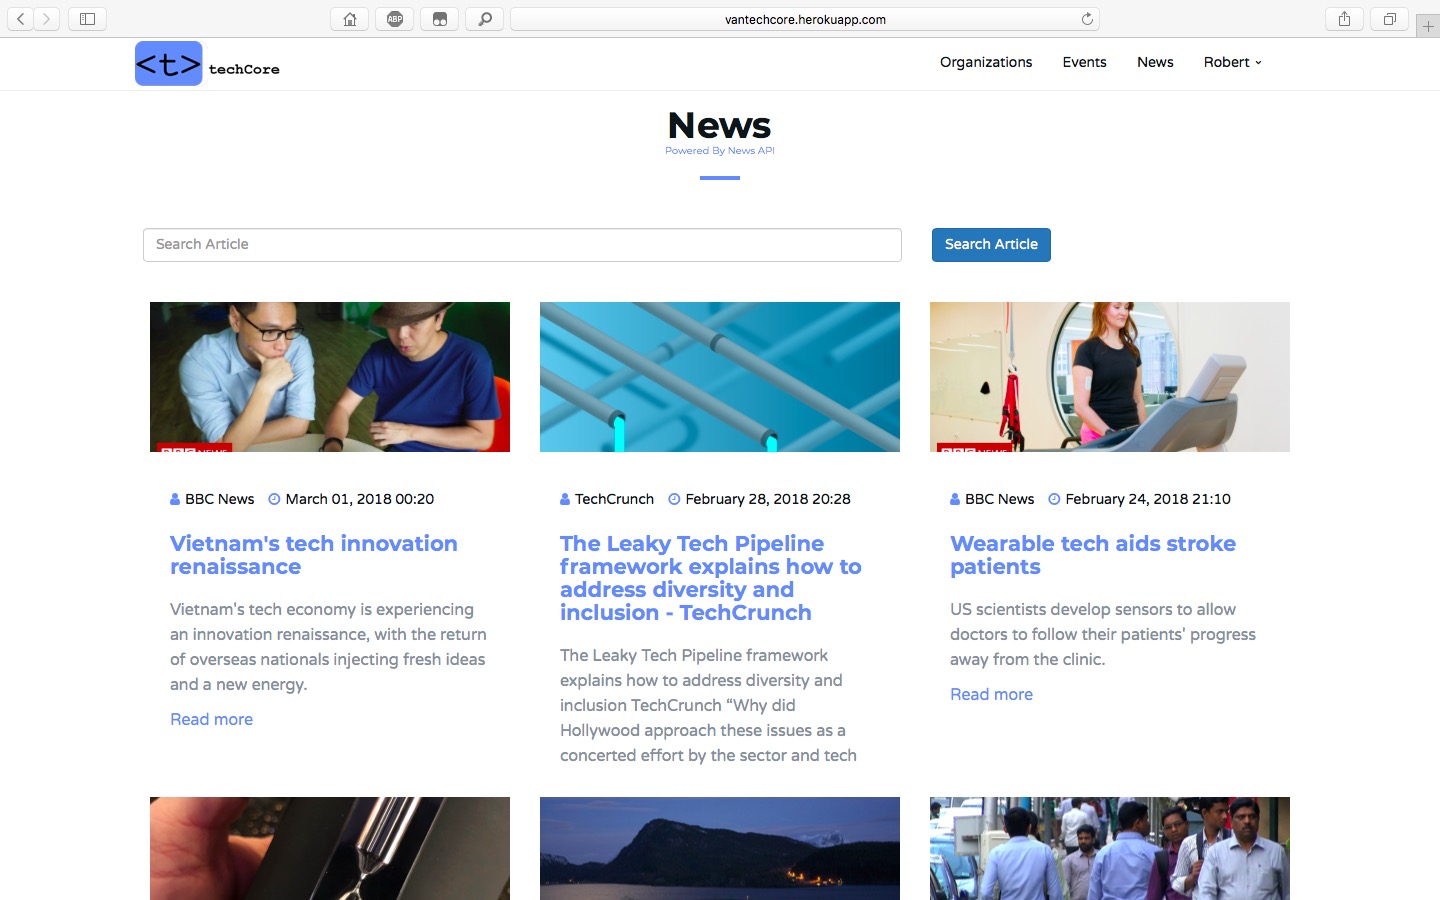 vantechcore.herokuapp.com
ABP
<t> techCore
Organizations Events News Robert
News
Powered By News API
Search Article
Search Article
BBC NEWS
BBC NEWS
BBC News March 01, 2018 00:20
Vietnam's tech innovation
renaissance
Vietnam's tech economy is experiencing
an innovation renaissance, with the return
of overseas nationals injecting fresh ideas
and a new energy.
Read more
TechCrunch February 28, 2018 20:28
The Leaky Tech Pipeline
framework explains how to
address diversity and
inclusion - TechCrunch
The Leaky Tech Pipeline framework
explains how to address diversity and
inclusion TechCrunch “Why did
Hollywood approach these issues as a
concerted effort by the sector and tech
BBC News February 24, 2018 21:10
Wearable tech aids stroke
patients
US scientists develop sensors to allow
doctors to follow their patients' progress
away from the clinic.
Read more